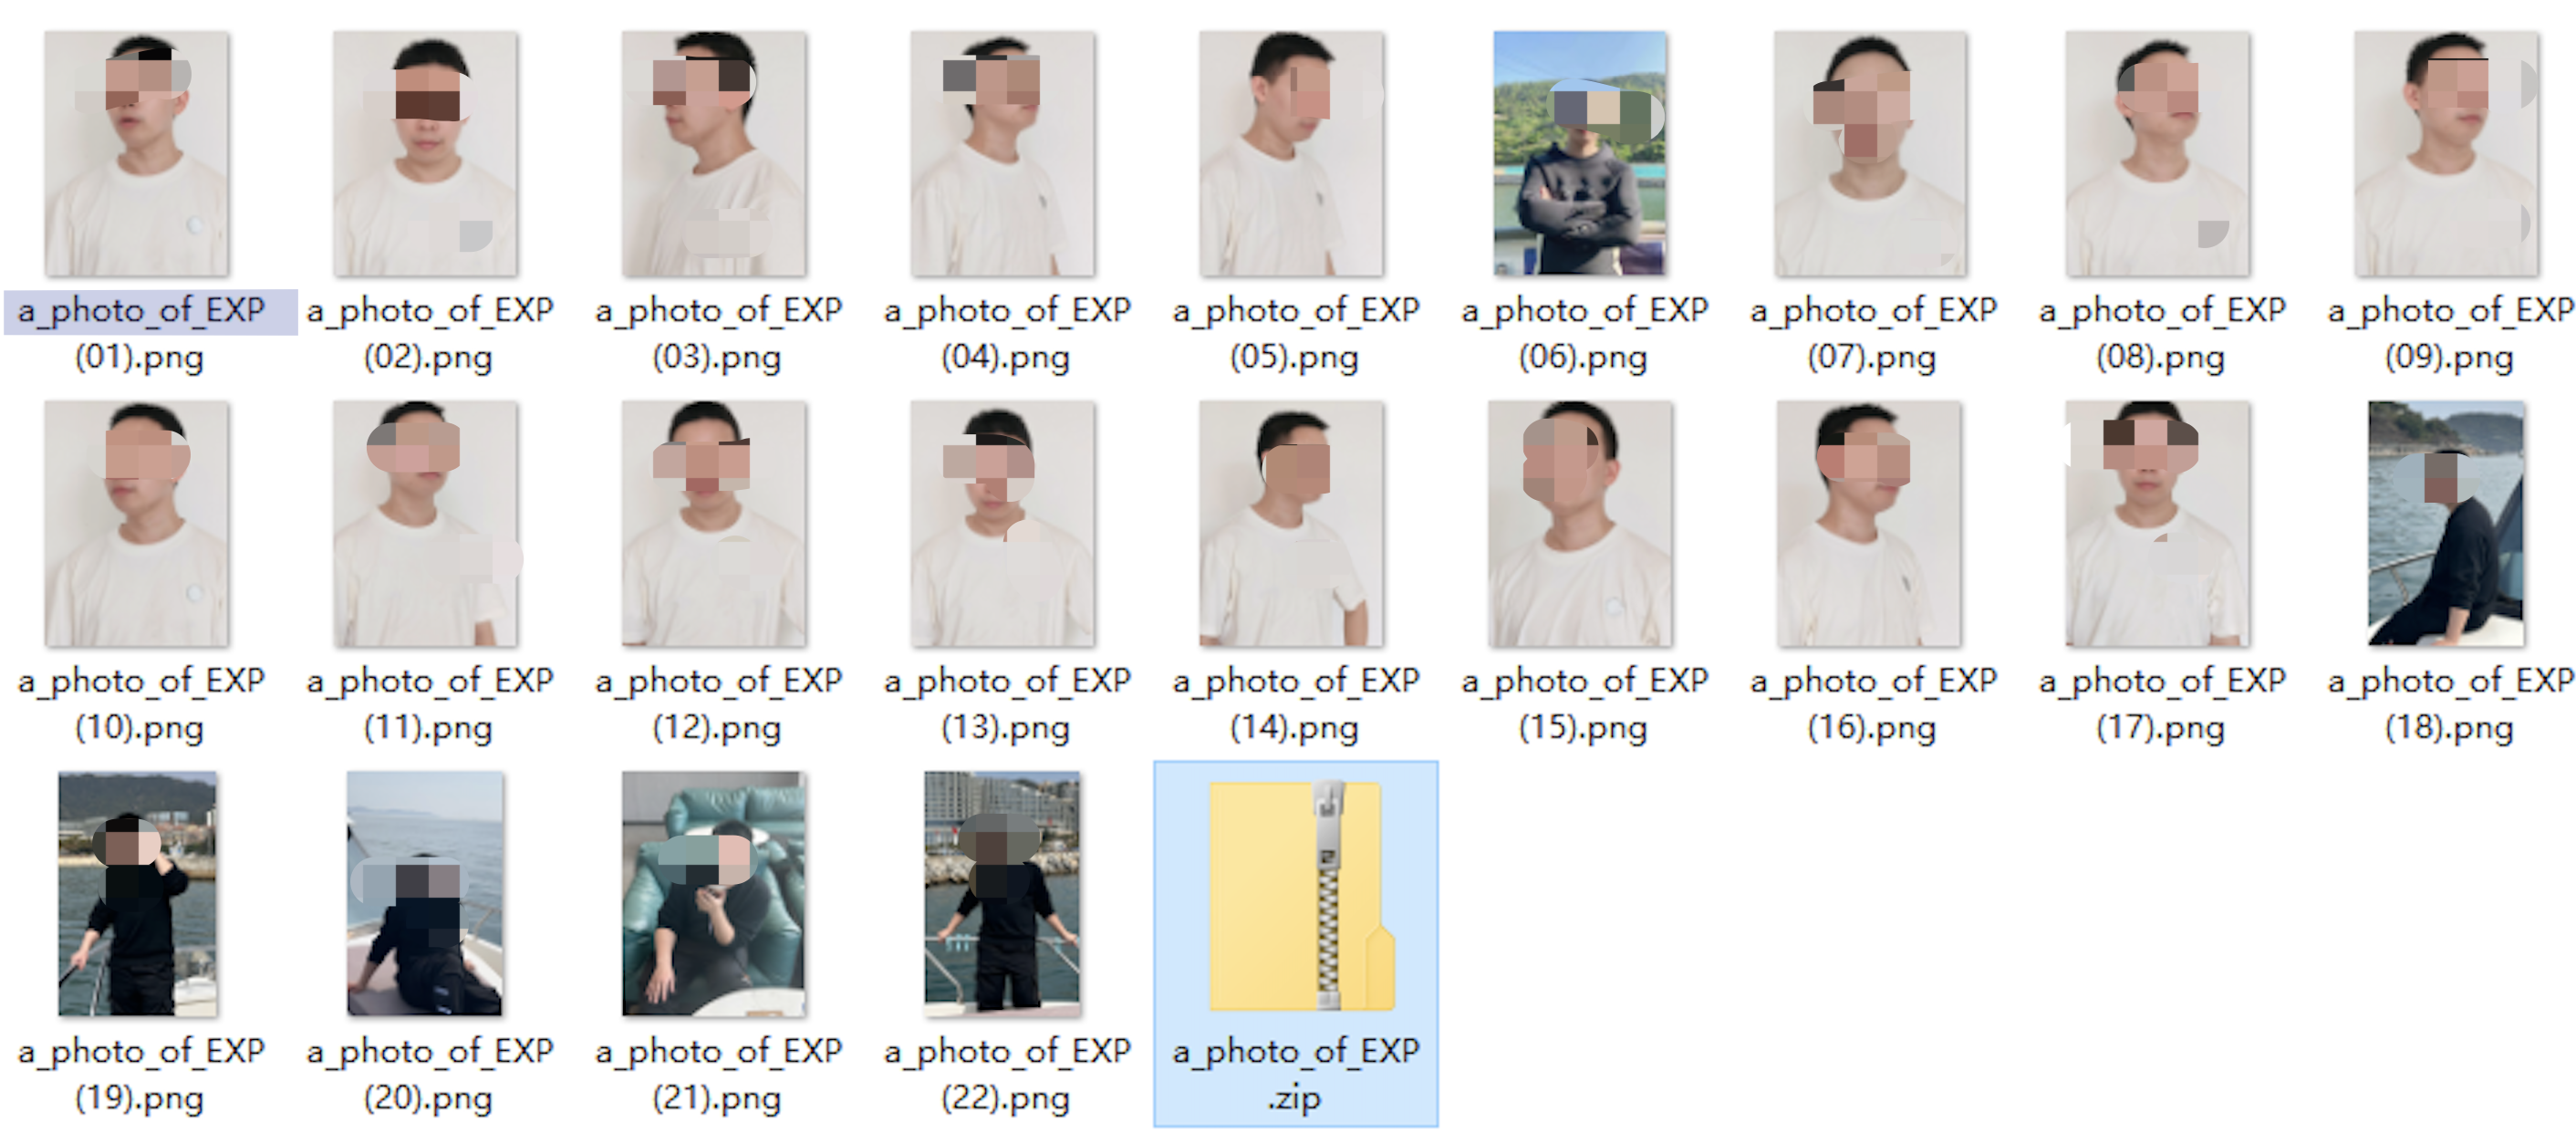 a_photo_of_EXP
(01).png
a_photo_of_EXP
(02).png
a_photo_of_EXP
(03).png
a_photo_of_EXP
(04).png
a_photo_of_EXP
(05).png
a_photo_of_EXP
(06).png
a_photo_of_EXP
(07).png
a_photo_of_EXP
(08).png
a_photo_of_EXP
(09).png
a_photo_of_EXP
(10).png
a_photo_of_EXP
(11).png
a_photo_of_EXP
(12).png
a_photo_of_EXP
(13).png
a_photo_of_EXP
(14).png
a_photo_of_EXP
(15).png
a_photo_of_EXP
(16).png
a_photo_of_EXP
(17).png
a_photo_of_EXP
(18).png
a_photo_of_EXP
(19).png
a_photo_of_EXP
(20).png
a_photo_of_EXP
(21).png
a_photo_of_EXP
(22).png
a_photo_of_EXP
.zip